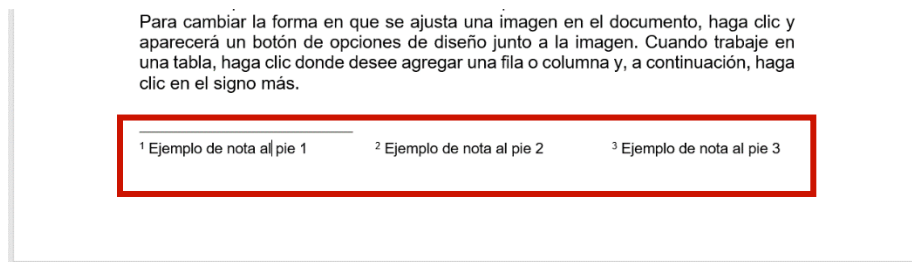 Para cambiar la forma en que se ajusta una imagen en el documento, haga clic y
aparecerá un botón de opciones de diseño junto a la imagen. Cuando trabaje en
una tabla, haga clic donde desee agregar una fila o columna y, a continuación, haga
clic en el signo más.
¹ Ejemplo de nota al pie 1 ² Ejemplo de nota al pie 2 ³ Ejemplo de nota al pie 3